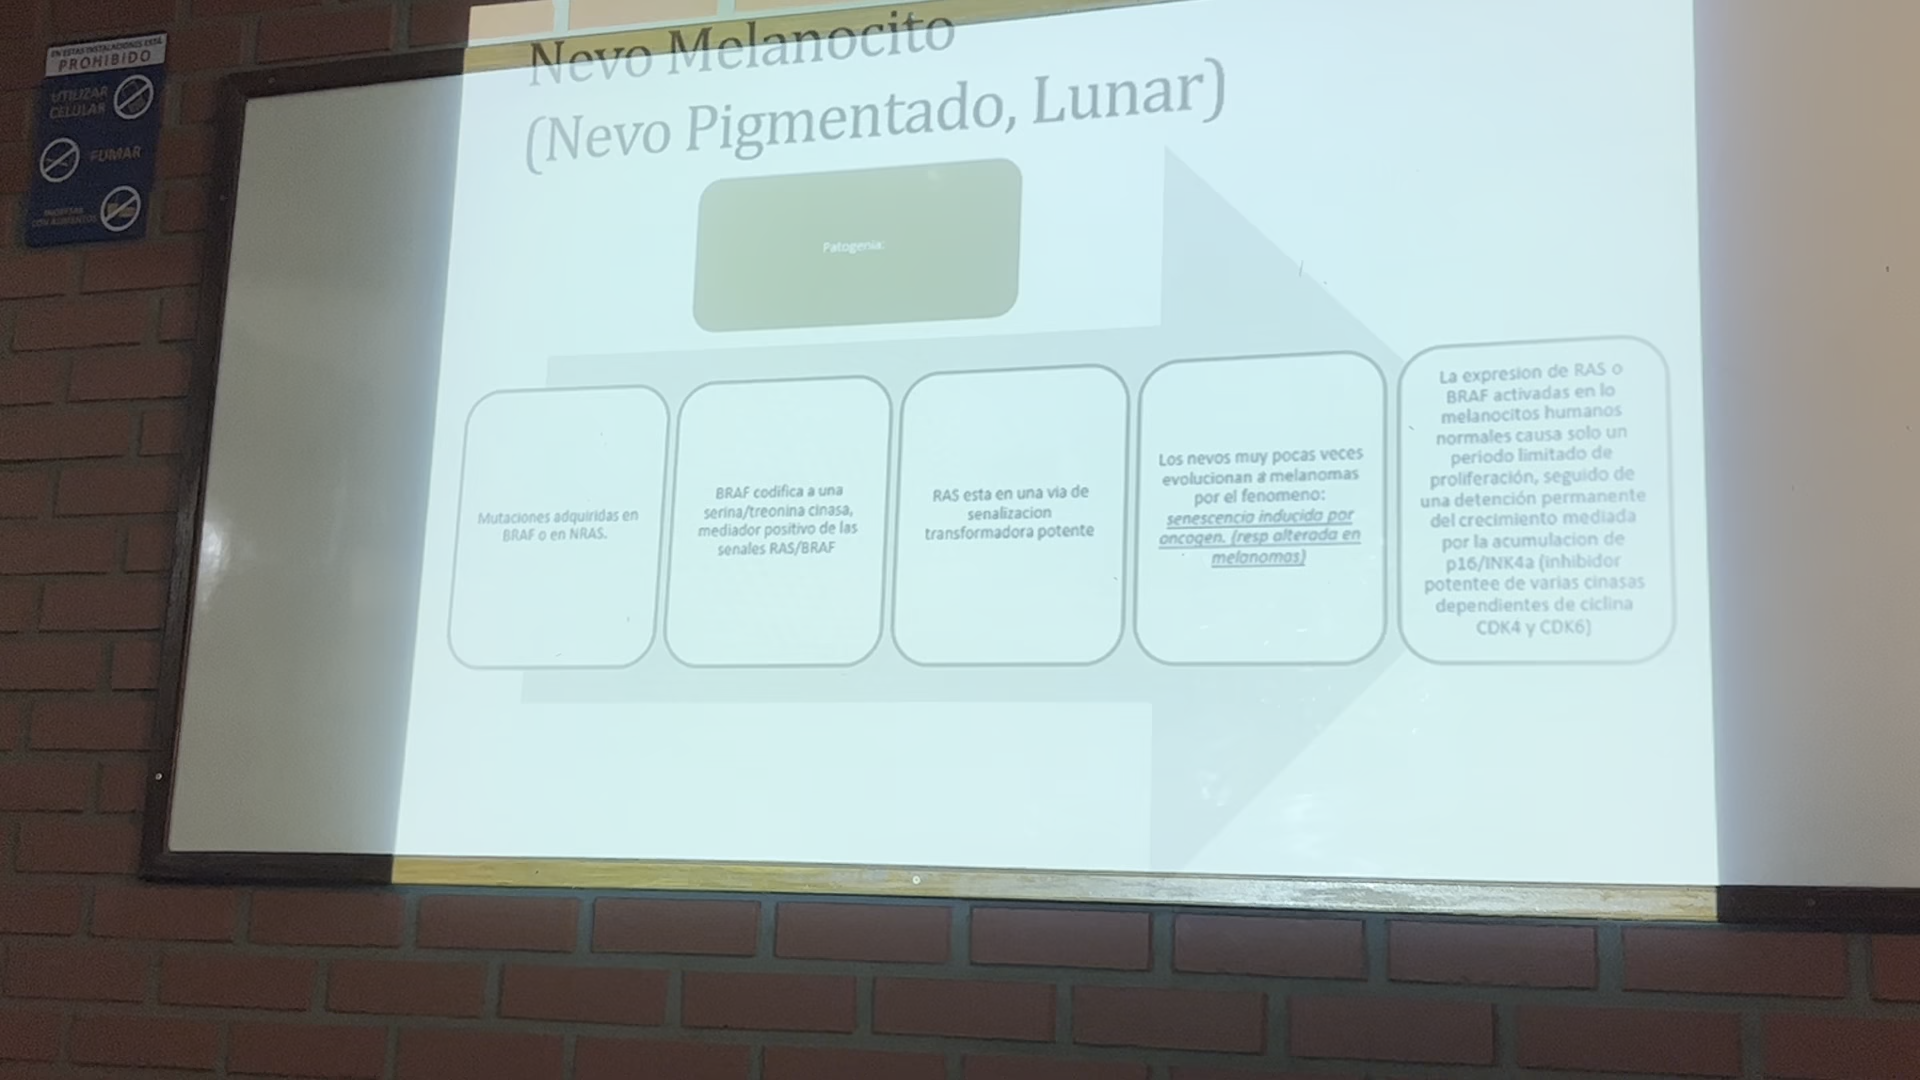 EN ESTAS INSTALACIONES ESTA
PROHIBIDO
UTILIZAR
CELULAR
FUMAR
INGRESAR
CON ALIMENTOS
Nevo Melanocito
(Nevo Pigmentado, Lunar)
Patogenia:
Mutaciones adquiridas en
BRAF o en NRAS.
BRAF codifica a una
serina/treonina cinasa,
mediador positivo de las
senales RAS/BRAF
RAS esta en una via de
senalizacion
transformadora potente
Los nevos muy pocas veces
evolucionan a melanomas
por el fenomeno:
senescencia inducida por
oncogen. (resp alterada en
melanomas)
La expresion de RAS o
BRAF activadas en lo
melanocitos humanos
normales causa solo un
periodo limitado de
proliferación, seguido de
una detención permanente
del crecimiento mediada
por la acumulacion de
p16/INK4a (inhibidor
potentee de varias cinasas
dependientes de ciclina
CDK4 y CDK6)